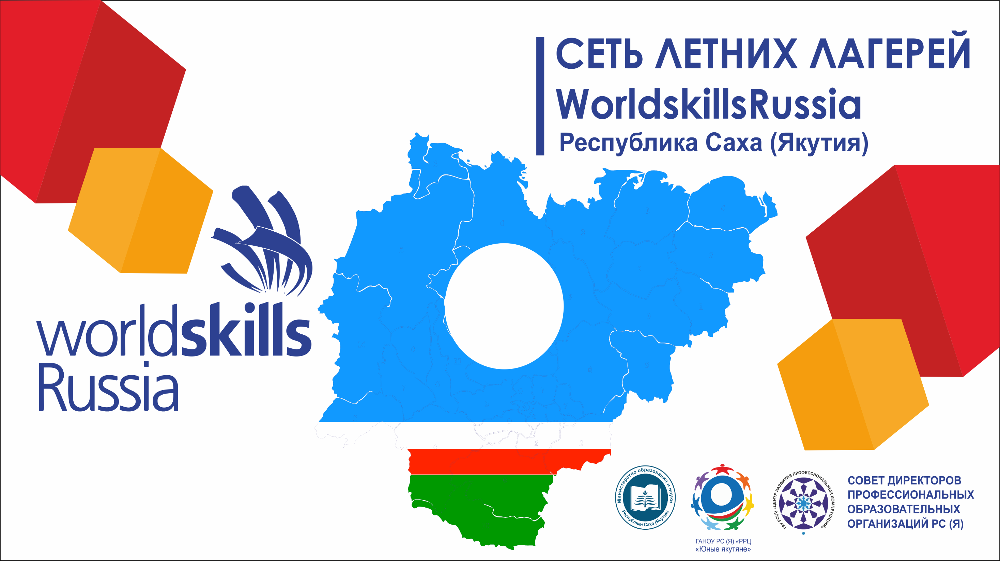 СЕТЬ ЛЕТНИХ ЛАГЕРЕЙ
WorldskillsRussia
Республика Саха (Якутия)
worldskills
Russia
Министерство образования и науки
Республики Саха (Якутия)
ГАНОУ РС (Я) «РРЦ
«Юные якутяне»
ГАУ РС(Я) «ЦЕНТР РАЗВИТИЯ ПРОФЕССИОНАЛЬНЫХ КОМПЕТЕНЦИЙ»
СОВЕТ ДИРЕКТОРОВ
ПРОФЕССИОНАЛЬНЫХ
ОБРАЗОВАТЕЛЬНЫХ
ОРГАНИЗАЦИЙ РС (Я)